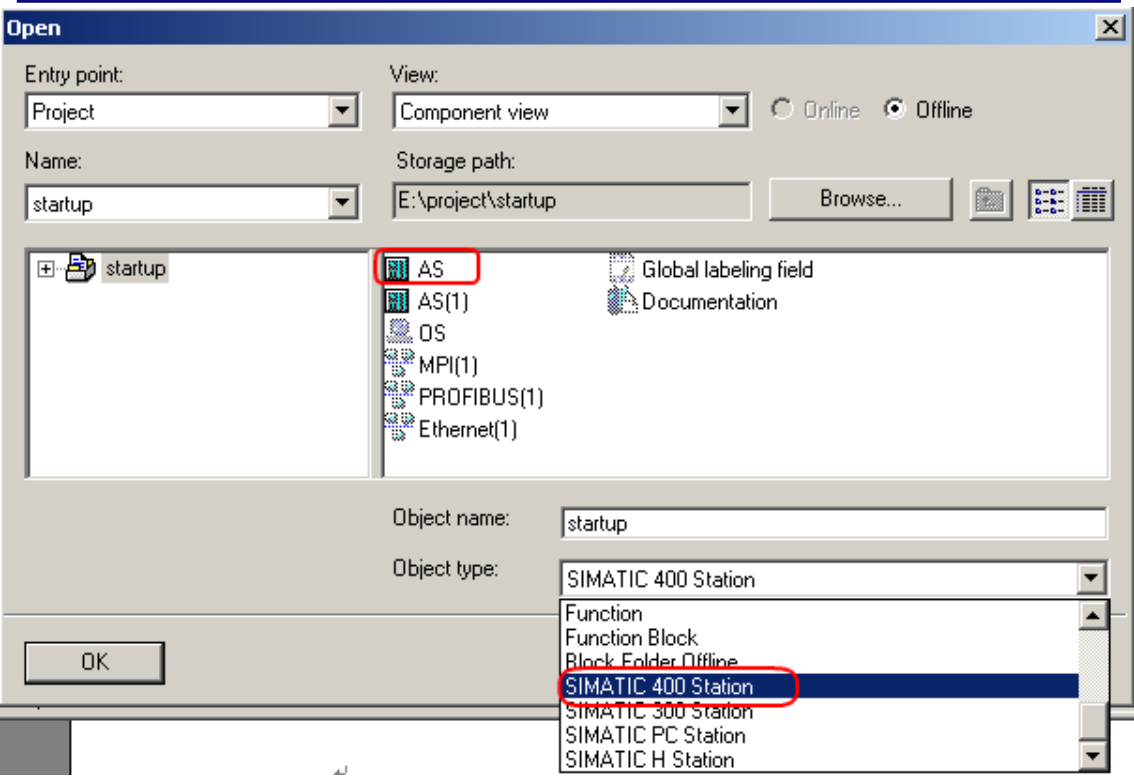 Open
Entry point:
View:
Project
Component view
Online
Offline
Name:
Storage path:
startup
E:\project\startup
Browse...
startup
AS
Global labeling field
AS(1)
Documentation
OS
MPI(1)
PROFIBUS(1)
Ethernet(1)
Object name:
startup
Object type:
SIMATIC 400 Station
Function
Function Block
Block Folder Offline
SIMATIC 400 Station
SIMATIC 300 Station
SIMATIC PC Station
SIMATIC H Station
OK